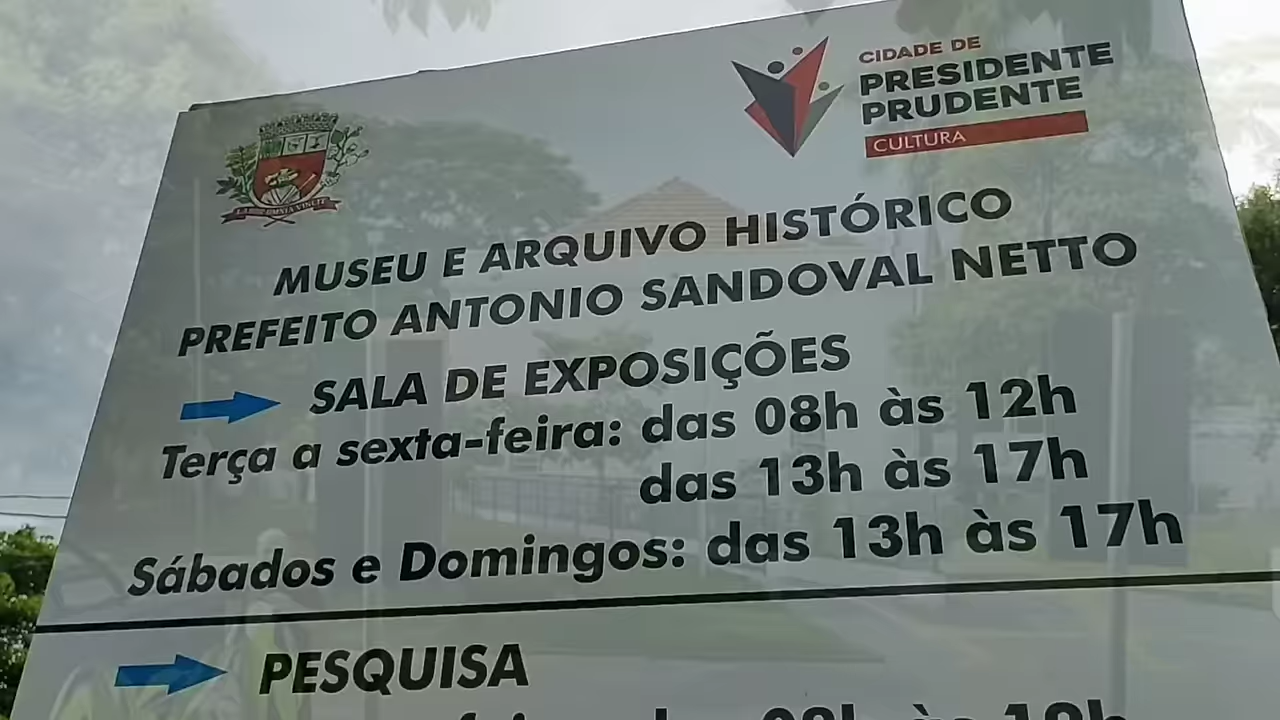 CIDADE DE
PRESIDENTE
PRUDENTE
CULTURA
MUSEU E ARQUIVO HISTÓRICO
PREFEITO ANTONIO SANDOVAL NETTO
SALA DE EXPOSIÇÕES
Terça a sexta-feira: das 08h às 12h
das 13h às 17h
Sábados e Domingos: das 13h às 17h
PESQUISA